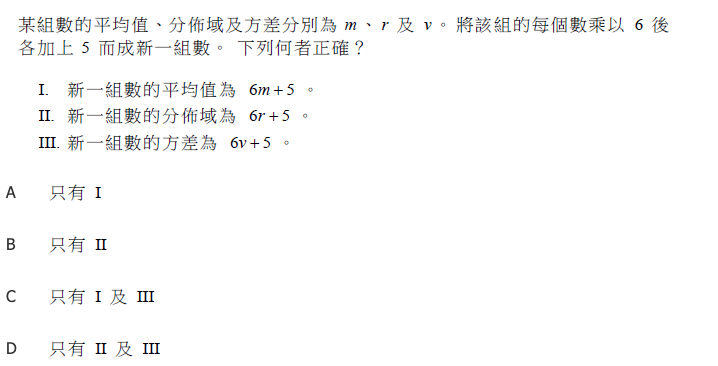 某組數的平均值、分佈域及方差分別為 m、r 及 v。將該組的每個數乘以 6 後
各加上 5 而成新一組數。 下列何者正確？
I. 新一組數的平均值為 6m+5 。
II. 新一組數的分佈域為 6r+5 。
III. 新一組數的方差為 6v+5 。
A 只有 I
B 只有 II
C 只有 I 及 III
D 只有 II 及 III